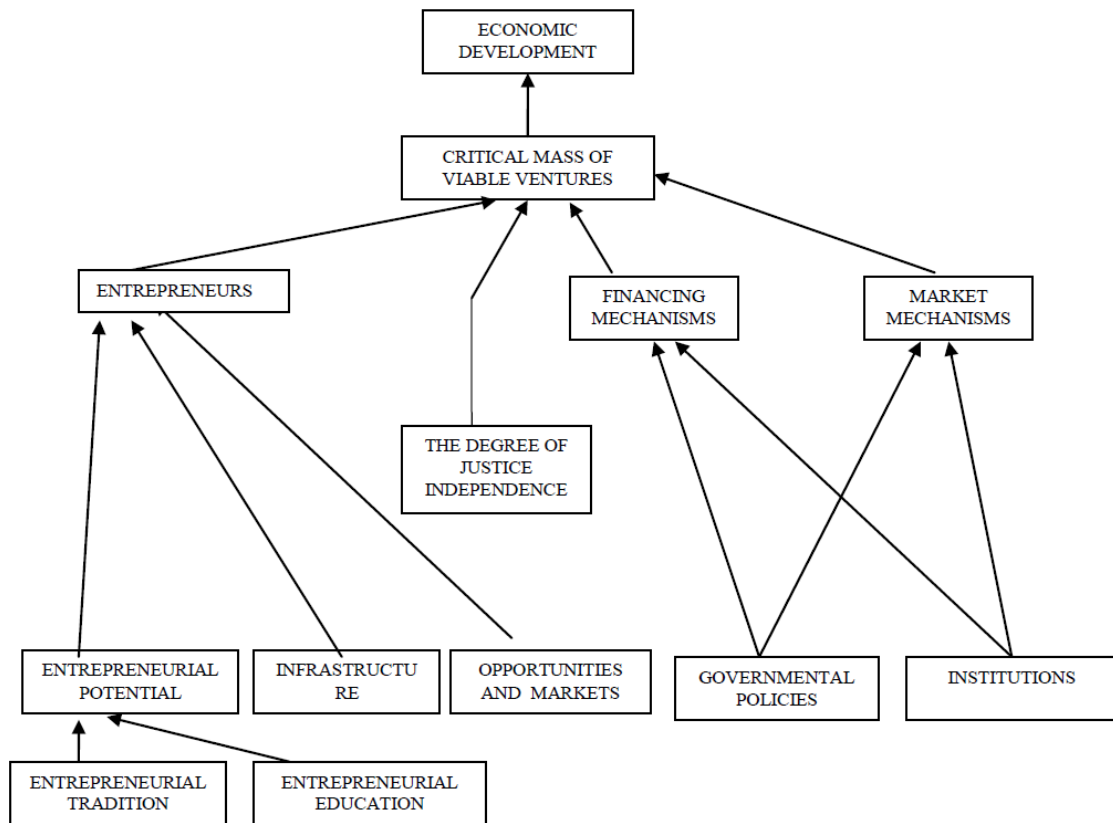 ECONOMIC
DEVELOPMENT
CRITICAL MASS OF
VIABLE VENTURES
ENTREPRENEURS
FINANCING
MECHANISMS
MARKET
MECHANISMS
THE DEGREE OF
JUSTICE
INDEPENDENCE
ENTREPRENEURIAL
POTENTIAL
INFRASTRUCTU
RE
OPPORTUNITIES
AND MARKETS
GOVERNMENTAL
POLICIES
INSTITUTIONS
ENTREPRENEURIAL
TRADITION
ENTREPRENEURIAL
EDUCATION